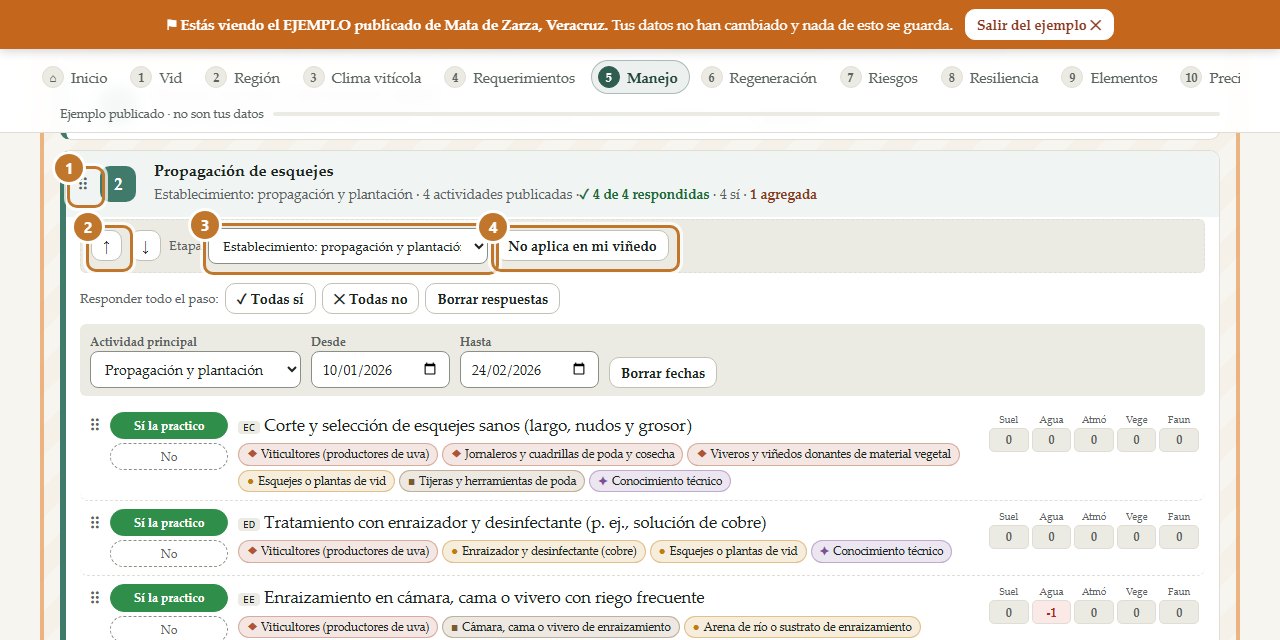 ⚑ Estás viendo el EJEMPLO publicado de Mata de Zarza, Veracruz. Tus datos no han cambiado y nada de esto se guarda. Salir del ejemplo ✕
⌂ Inicio 1 Vid 2 Región 3 Clima vitícola 4 Requerimientos 5 Manejo 6 Regeneración 7 Riesgos 8 Resiliencia 9 Elementos 10 Preci
Ejemplo publicado · no son tus datos
1
2 Propagación de esquejes
Establecimiento: propagación y plantación · 4 actividades publicadas · ✓ 4 de 4 respondidas · 4 sí · 1 agregada
2 3 4
↑ ↓ Etapa Establecimiento: propagación y plantació No aplica en mi viñedo
Responder todo el paso: ✓ Todas sí ✕ Todas no Borrar respuestas
Actividad principal Desde Hasta
Propagación y plantación 10/01/2026 24/02/2026 Borrar fechas
Sí la practico EC Corte y selección de esquejes sanos (largo, nudos y grosor) Suel Agua Atmó Vege Faun
No ◆ Viticultores (productores de uva) ◆ Jornaleros y cuadrillas de poda y cosecha ◆ Viveros y viñedos donantes de material vegetal 0 0 0 0 0
● Esquejes o plantas de vid ■ Tijeras y herramientas de poda ✦ Conocimiento técnico
Sí la practico ED Tratamiento con enraizador y desinfectante (p. ej., solución de cobre) Suel Agua Atmó Vege Faun
No ◆ Viticultores (productores de uva) ● Enraizador y desinfectante (cobre) ● Esquejes o plantas de vid ✦ Conocimiento técnico 0 0 0 0 0
Sí la practico EE Enraizamiento en cámara, cama o vivero con riego frecuente Suel Agua Atmó Vege Faun
No ◆ Viticultores (productores de uva) ■ Cámara, cama o vivero de enraizamiento ● Arena de río o sustrato de enraizamiento 0 -1 0 0 0